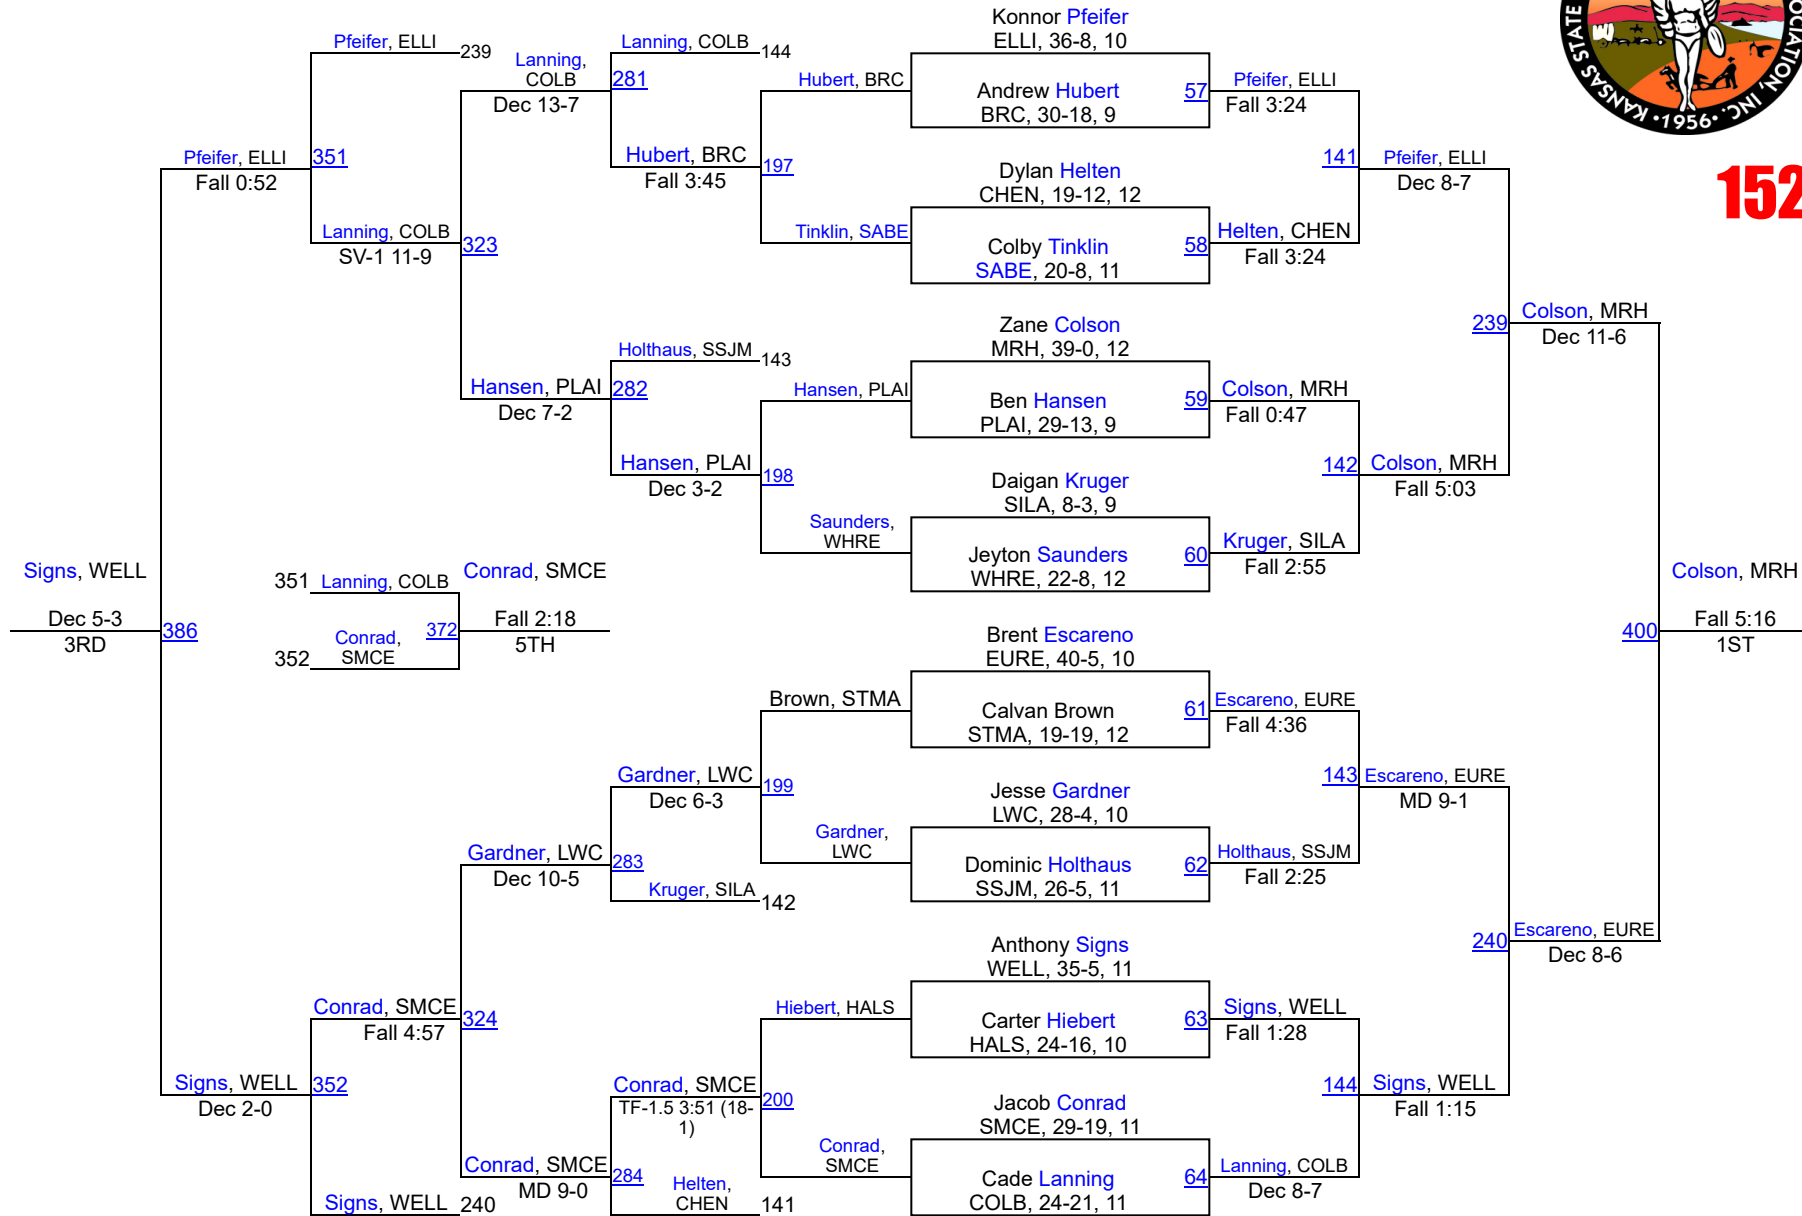 KANSAS STATE
OCIATION, INC.
•1956•
152
Konnor Pfeifer
ELLI, 36-8, 10
Andrew Hubert
BRC, 30-18, 9
57
Dylan Helten
CHEN, 19-12, 12
Colby Tinklin
SABE, 20-8, 11
58
Zane Colson
MRH, 39-0, 12
Ben Hansen
PLAI, 29-13, 9
59
Daigan Kruger
SILA, 8-3, 9
Jeyton Saunders
WHRE, 22-8, 12
60
Brent Escareno
EURE, 40-5, 10
Calvan Brown
STMA, 19-19, 12
61
Jesse Gardner
LWC, 28-4, 10
Dominic Holthaus
SSJM, 26-5, 11
62
Anthony Signs
WELL, 35-5, 11
Carter Hiebert
HALS, 24-16, 10
63
Jacob Conrad
SMCE, 29-19, 11
Cade Lanning
COLB, 24-21, 11
64
Pfeifer, ELLI
Fall 3:24
141
Helten, CHEN
Fall 3:24
Colson, MRH
Fall 0:47
142
Kruger, SILA
Fall 2:55
Escareno, EURE
Fall 4:36
143
Holthaus, SSJM
Fall 2:25
Signs, WELL
Fall 1:28
144
Lanning, COLB
Dec 8-7
Pfeifer, ELLI
Dec 8-7
239
Colson, MRH
Fall 5:03
Escareno, EURE
MD 9-1
240
Signs, WELL
Fall 1:15
Colson, MRH
Dec 11-6
400
Escareno, EURE
Dec 8-6
Colson, MRH
Fall 5:16
1ST
Hubert, BRC
197
Tinklin, SABE
Hansen, PLAI
198
Saunders,
WHRE
Brown, STMA
199
Gardner,
LWC
Hiebert, HALS
200
Conrad,
SMCE
Lanning, COLB
144
281
Hubert, BRC
Fall 3:45
Holthaus, SSJM
143
282
Hansen, PLAI
Dec 3-2
Gardner, LWC
Dec 6-3
283
Kruger, SILA
142
Conrad, SMCE
TF-1.5 3:51 (18-
1)
284
Helten,
CHEN
141
Lanning,
COLB
Dec 13-7
323
Hansen, PLAI
Dec 7-2
Gardner, LWC
Dec 10-5
324
Conrad, SMCE
MD 9-0
Pfeifer, ELLI
239
351
Lanning, COLB
SV-1 11-9
Conrad, SMCE
Fall 4:57
352
Signs, WELL
240
Pfeifer, ELLI
Fall 0:52
386
Signs, WELL
Dec 2-0
Signs, WELL
Dec 5-3
3RD
351
Lanning, COLB
372
352
Conrad,
SMCE
Conrad, SMCE
Fall 2:18
5TH